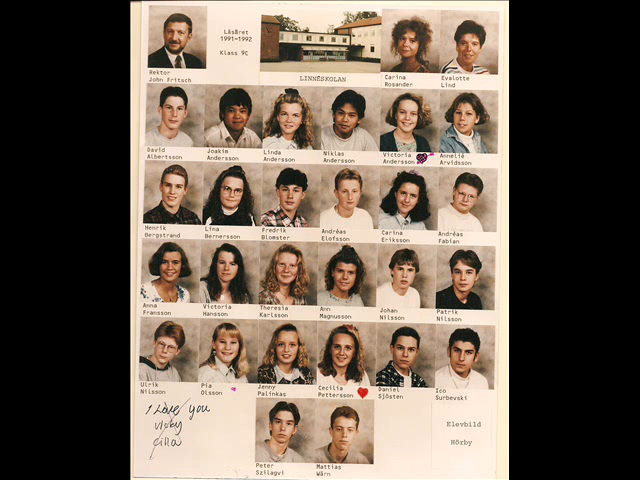 Läsåret
1991-1992
Klass 9C
Rektor
John Fritsch
LINNÉSKOLAN
Carina
Rosander
Evalotte
Lind
David
Albertsson
Joakim
Andersson
Linda
Andersson
Niklas
Andersson
Victoria
Andersson
Annelié
Arvidsson
Henrik
Bergstrand
Lina
Bernersson
Fredrik
Blomster
Andréas
Elofsson
Carina
Eriksson
Andréas
Fabian
Anna
Fransson
Victoria
Hansson
Theresia
Karlsson
Ann
Magnusson
Johan
Nilsson
Patrik
Nilsson
Ulrik
Nilsson
Pia
Olsson
Jenny
Palinkas
Cecilia
Pettersson
Daniel
Sjösten
Ico
Surbevski
I Love you
Peter
Szilagvi
Mattias
Wärn
Elevbild
Hörby